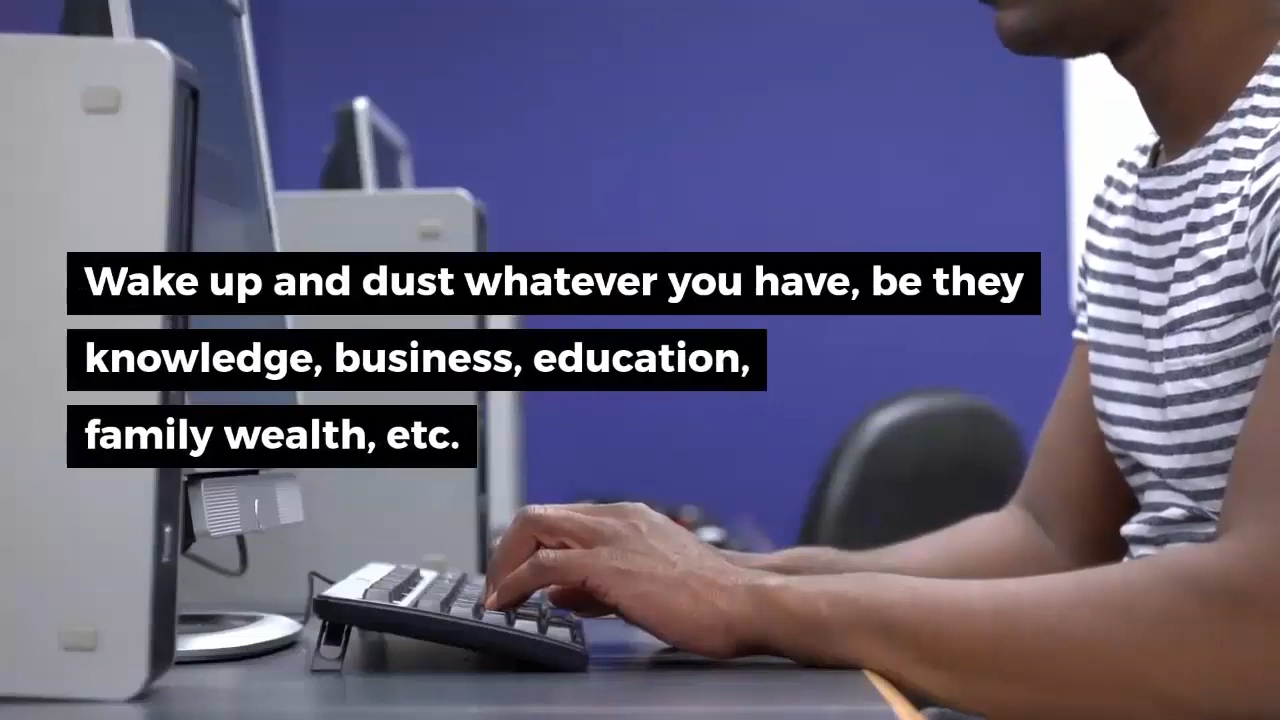 Wake up and dust whatever you have, be they
knowledge, business, education,
family wealth, etc.